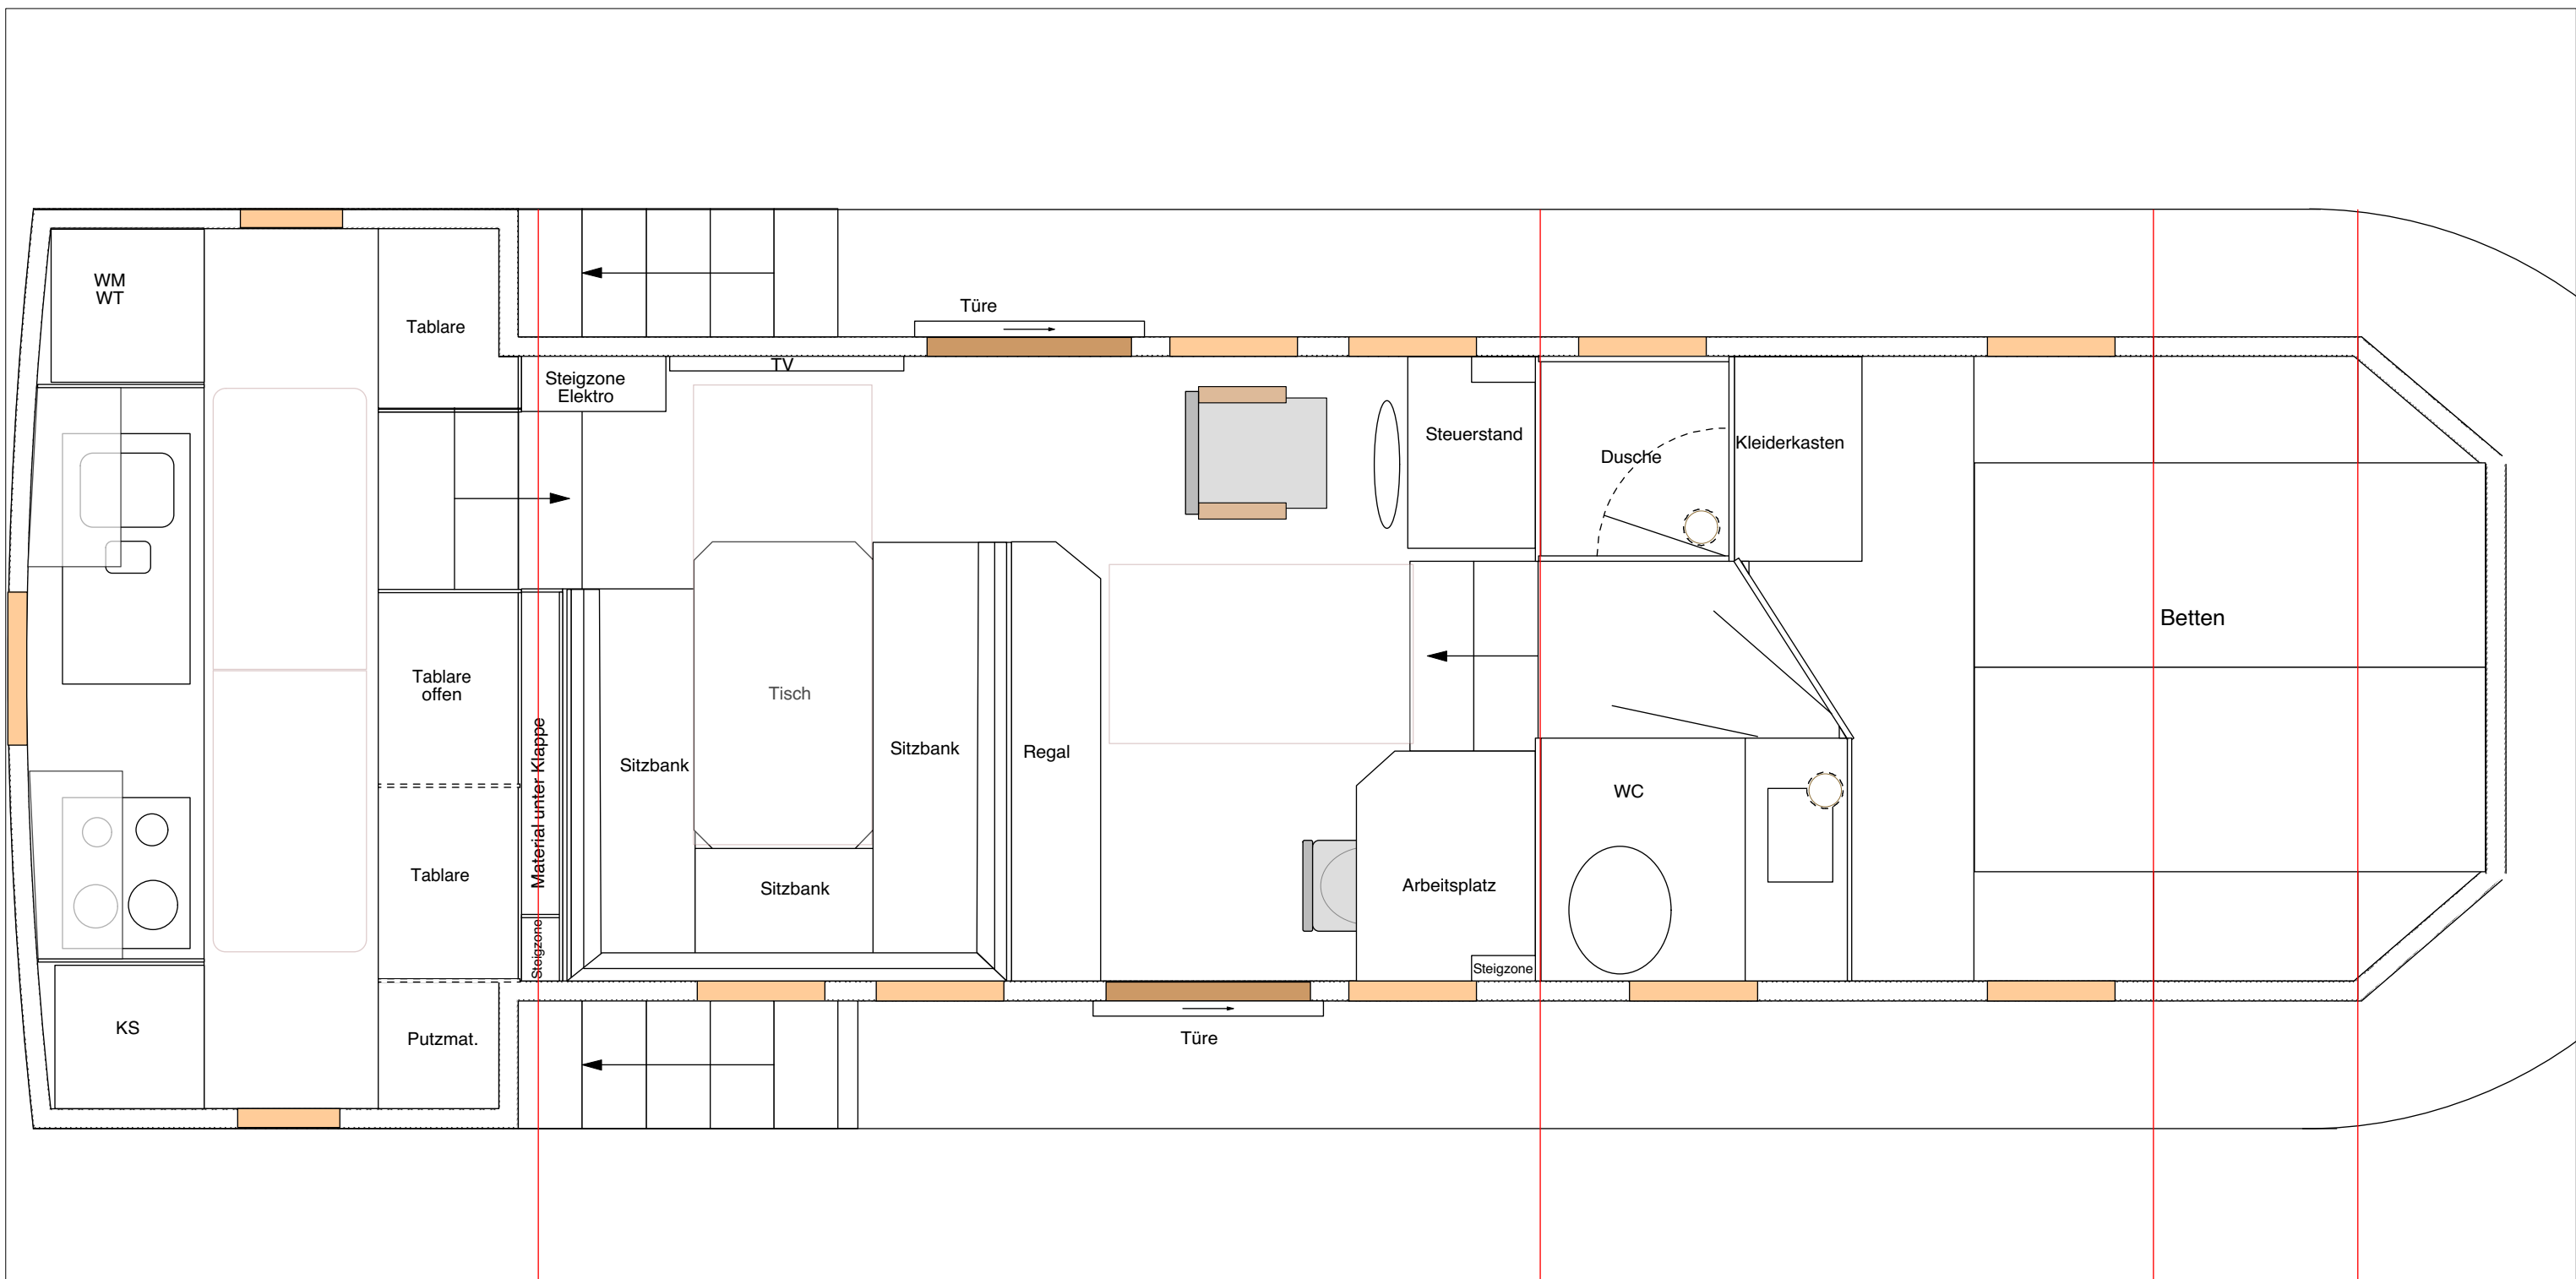 WM
WT
Tablare
Türe
TV
Steigzone
Elektro
Steuerstand
Dusche
Kleiderkasten
Betten
Tablare
offen
Material unter Klappe
Tisch
Sitzbank
Sitzbank
Regal
WC
Tablare
Sitzbank
Arbeitsplatz
Steigzone
Steigzone
KS
Putzmat.
Türe